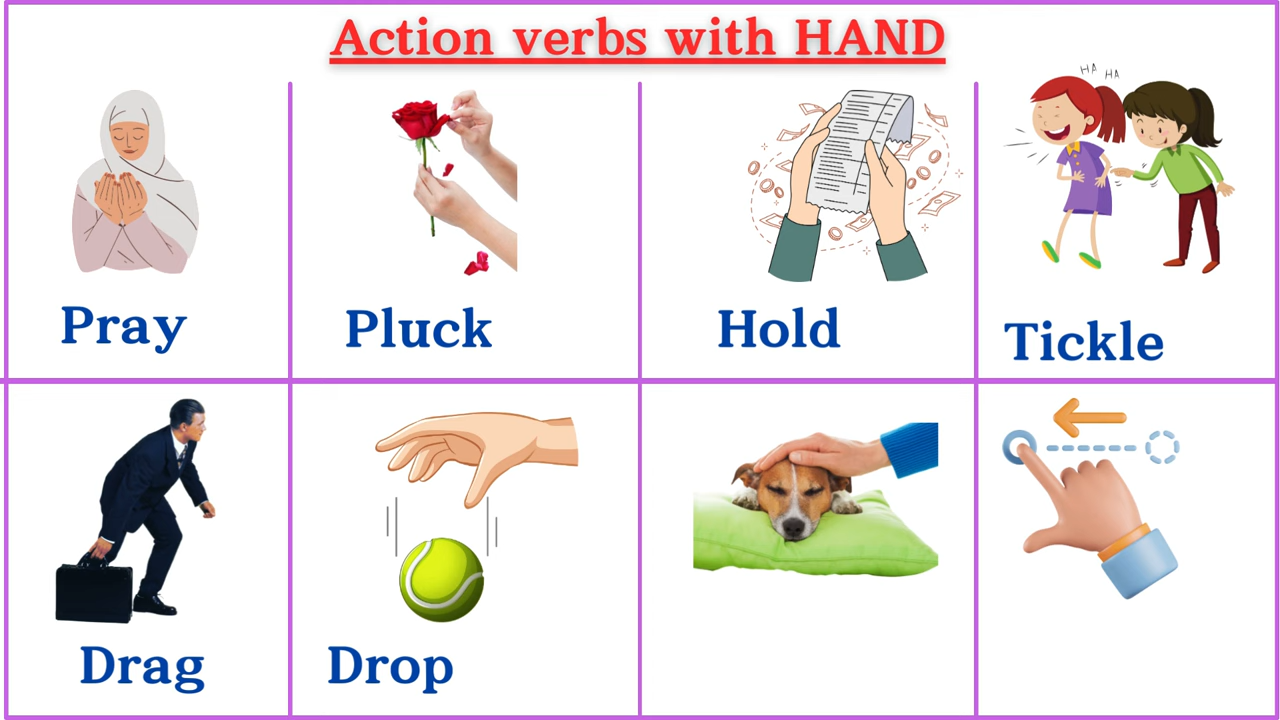 Action verbs with HAND
HA HA
Pray
Pluck
Hold
Tickle
Drag
Drop